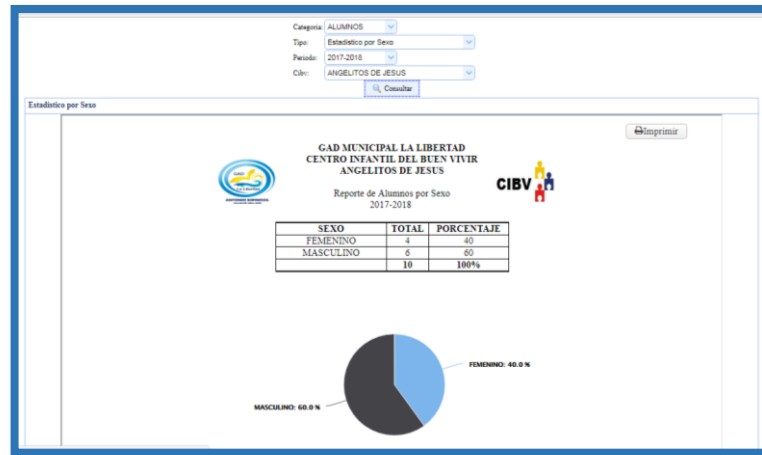 Categoria: ALUMNOS
Tipo: Estadistico por Sexo
Periodo: 2017-2018
Cibv: ANGELITOS DE JESUS
Consultar
Estadistico por Sexo
Imprimir
GAD MUNICIPAL LA LIBERTAD
CENTRO INFANTIL DEL BUEN VIVIR
ANGELITOS DE JESUS
CIBV
Reporte de Alumnos por Sexo
2017-2018
SEXO TOTAL PORCENTAJE
FEMENINO 4 40
MASCULINO 6 60
10 100%
FEMENINO: 40.0 %
MASCULINO: 60.0 %